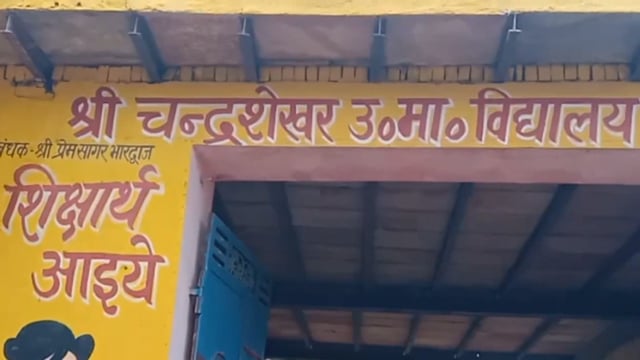 श्री चन्द्रशेखर उ०मा० विद्यालय
बंधक - श्री प्रेमसागर भारद्वाज
शिक्षार्थ
आइये